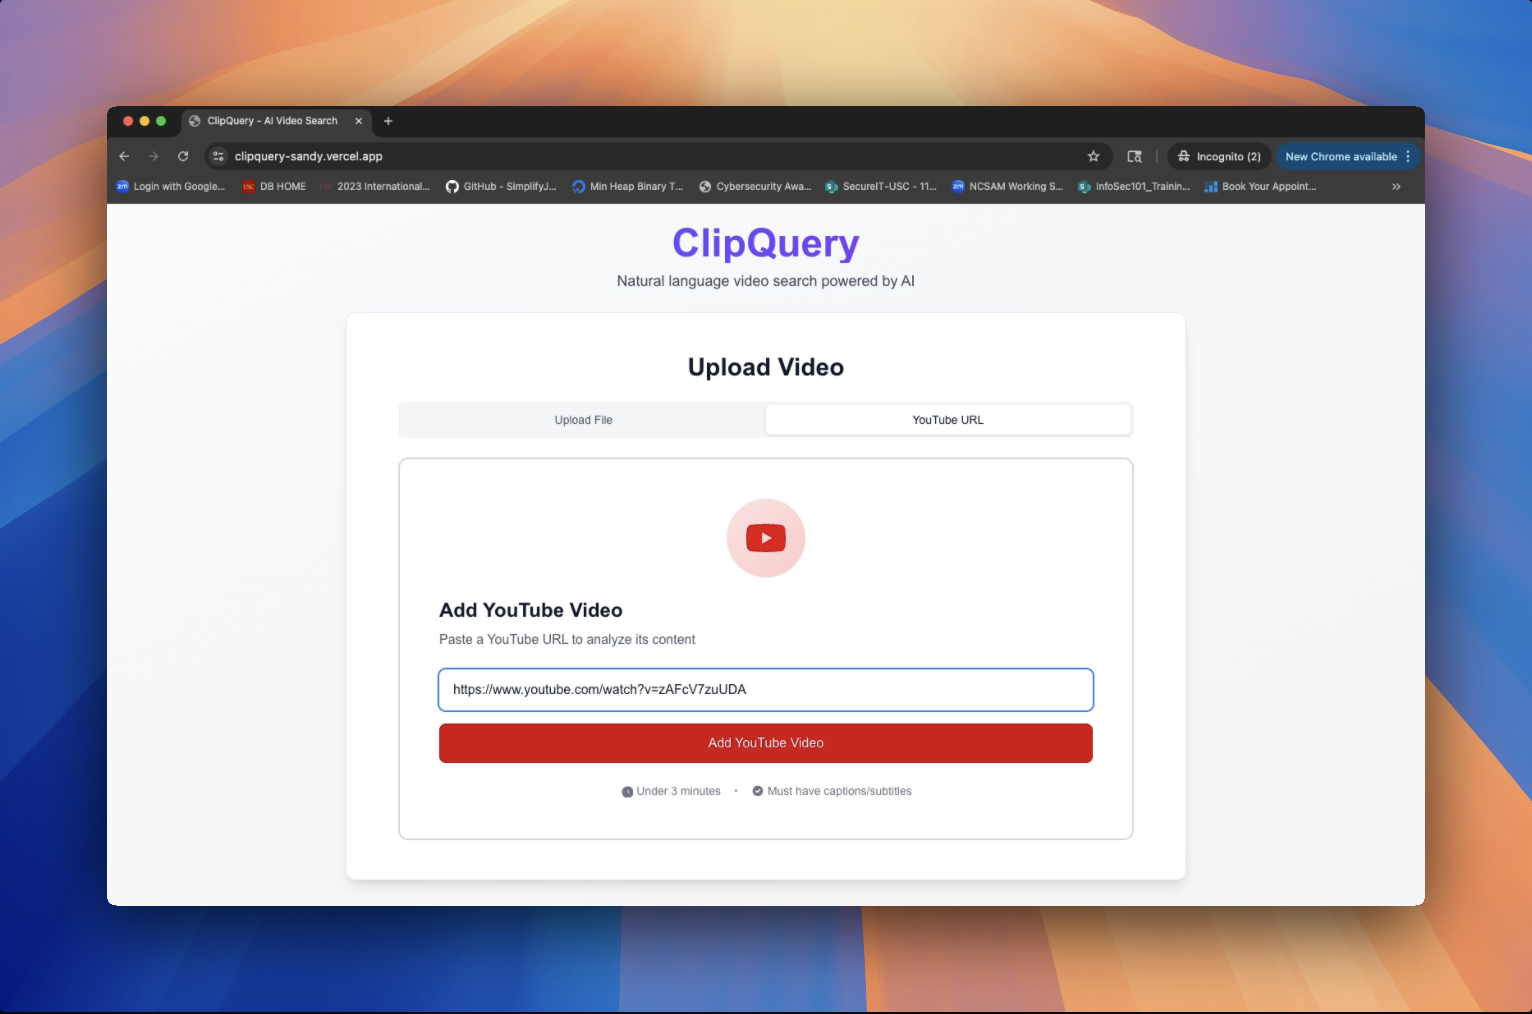 ClipQuery - AI Video Search
clipquery-sandy.vercel.app
Incognito (2)
New Chrome available
zm Login with Google...
USC DB HOME
2023 International...
GitHub - SimplifyJ...
Min Heap Binary T...
Cybersecurity Awa...
S SecureIT-USC - 11...
zm NCSAM Working S...
S InfoSec101_Trainin...
Book Your Appoint...
ClipQuery
Natural language video search powered by AI
Upload Video
Upload File
YouTube URL
Add YouTube Video
Paste a YouTube URL to analyze its content
https://www.youtube.com/watch?v=zAFcV7zuUDA
Add YouTube Video
Under 3 minutes • Must have captions/subtitles